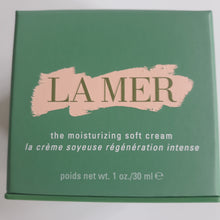 LA MER
the moisturizing soft cream
la crème soyeuse régénération intense
poids net wt. 1 oz./30 ml ℮